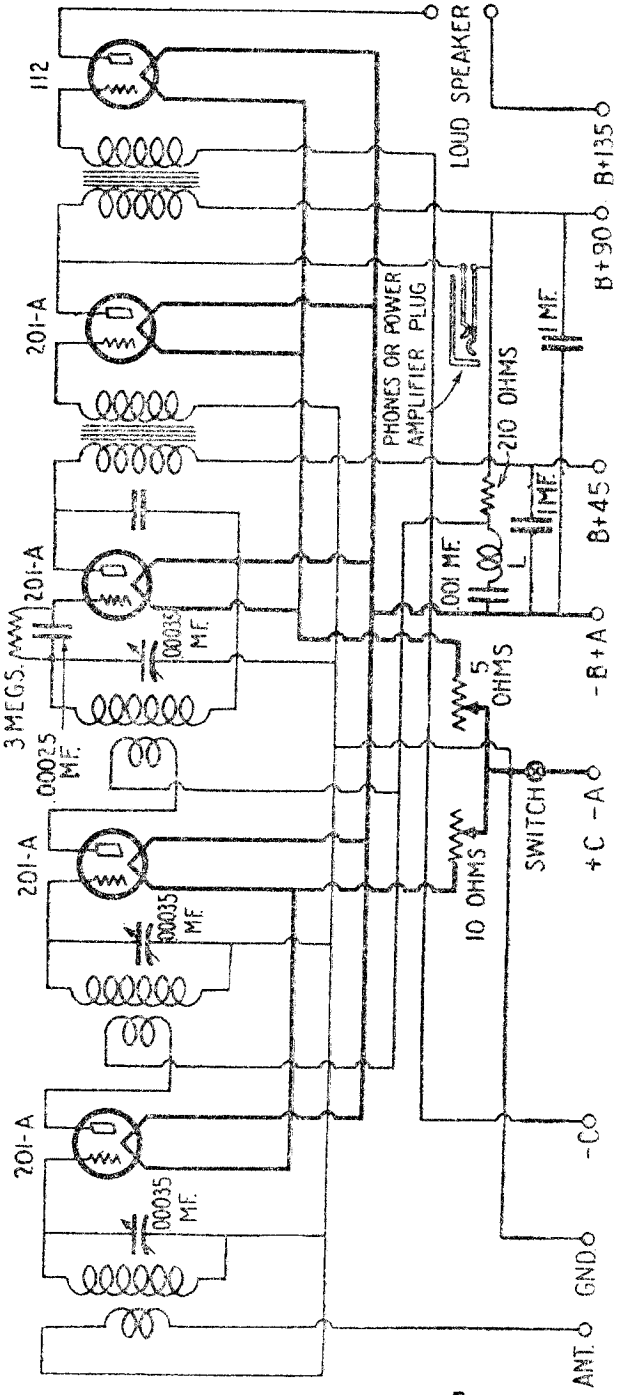 201-A
201-A
3 MEGS.
.00025
MF.
201-A
201-A
112
.00035
MF.
.00035
MF.
.00035
MF.
PHONES OR POWER
AMPLIFIER PLUG
LOUD SPEAKER
10 OHMS
5
OHMS
.001 MF.
L
210 OHMS
SWITCH
1 MF.
1 MF.
ANT.
GND.
-C
+C -A
-B+A
B+45
B+90
B+135